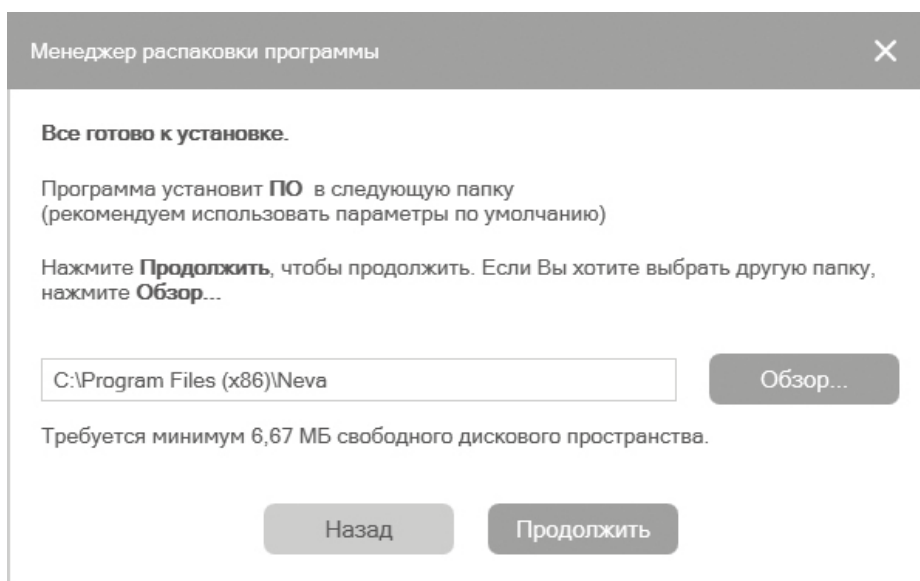 Менеджер распаковки программы
Все готово к установке.
Программа установит ПО в следующую папку
(рекомендуем использовать параметры по умолчанию)
Нажмите Продолжить, чтобы продолжить. Если Вы хотите выбрать другую папку,
нажмите Обзор...
C:\Program Files (x86)\Neva
Обзор...
Требуется минимум 6,67 МБ свободного дискового пространства.
Назад
Продолжить